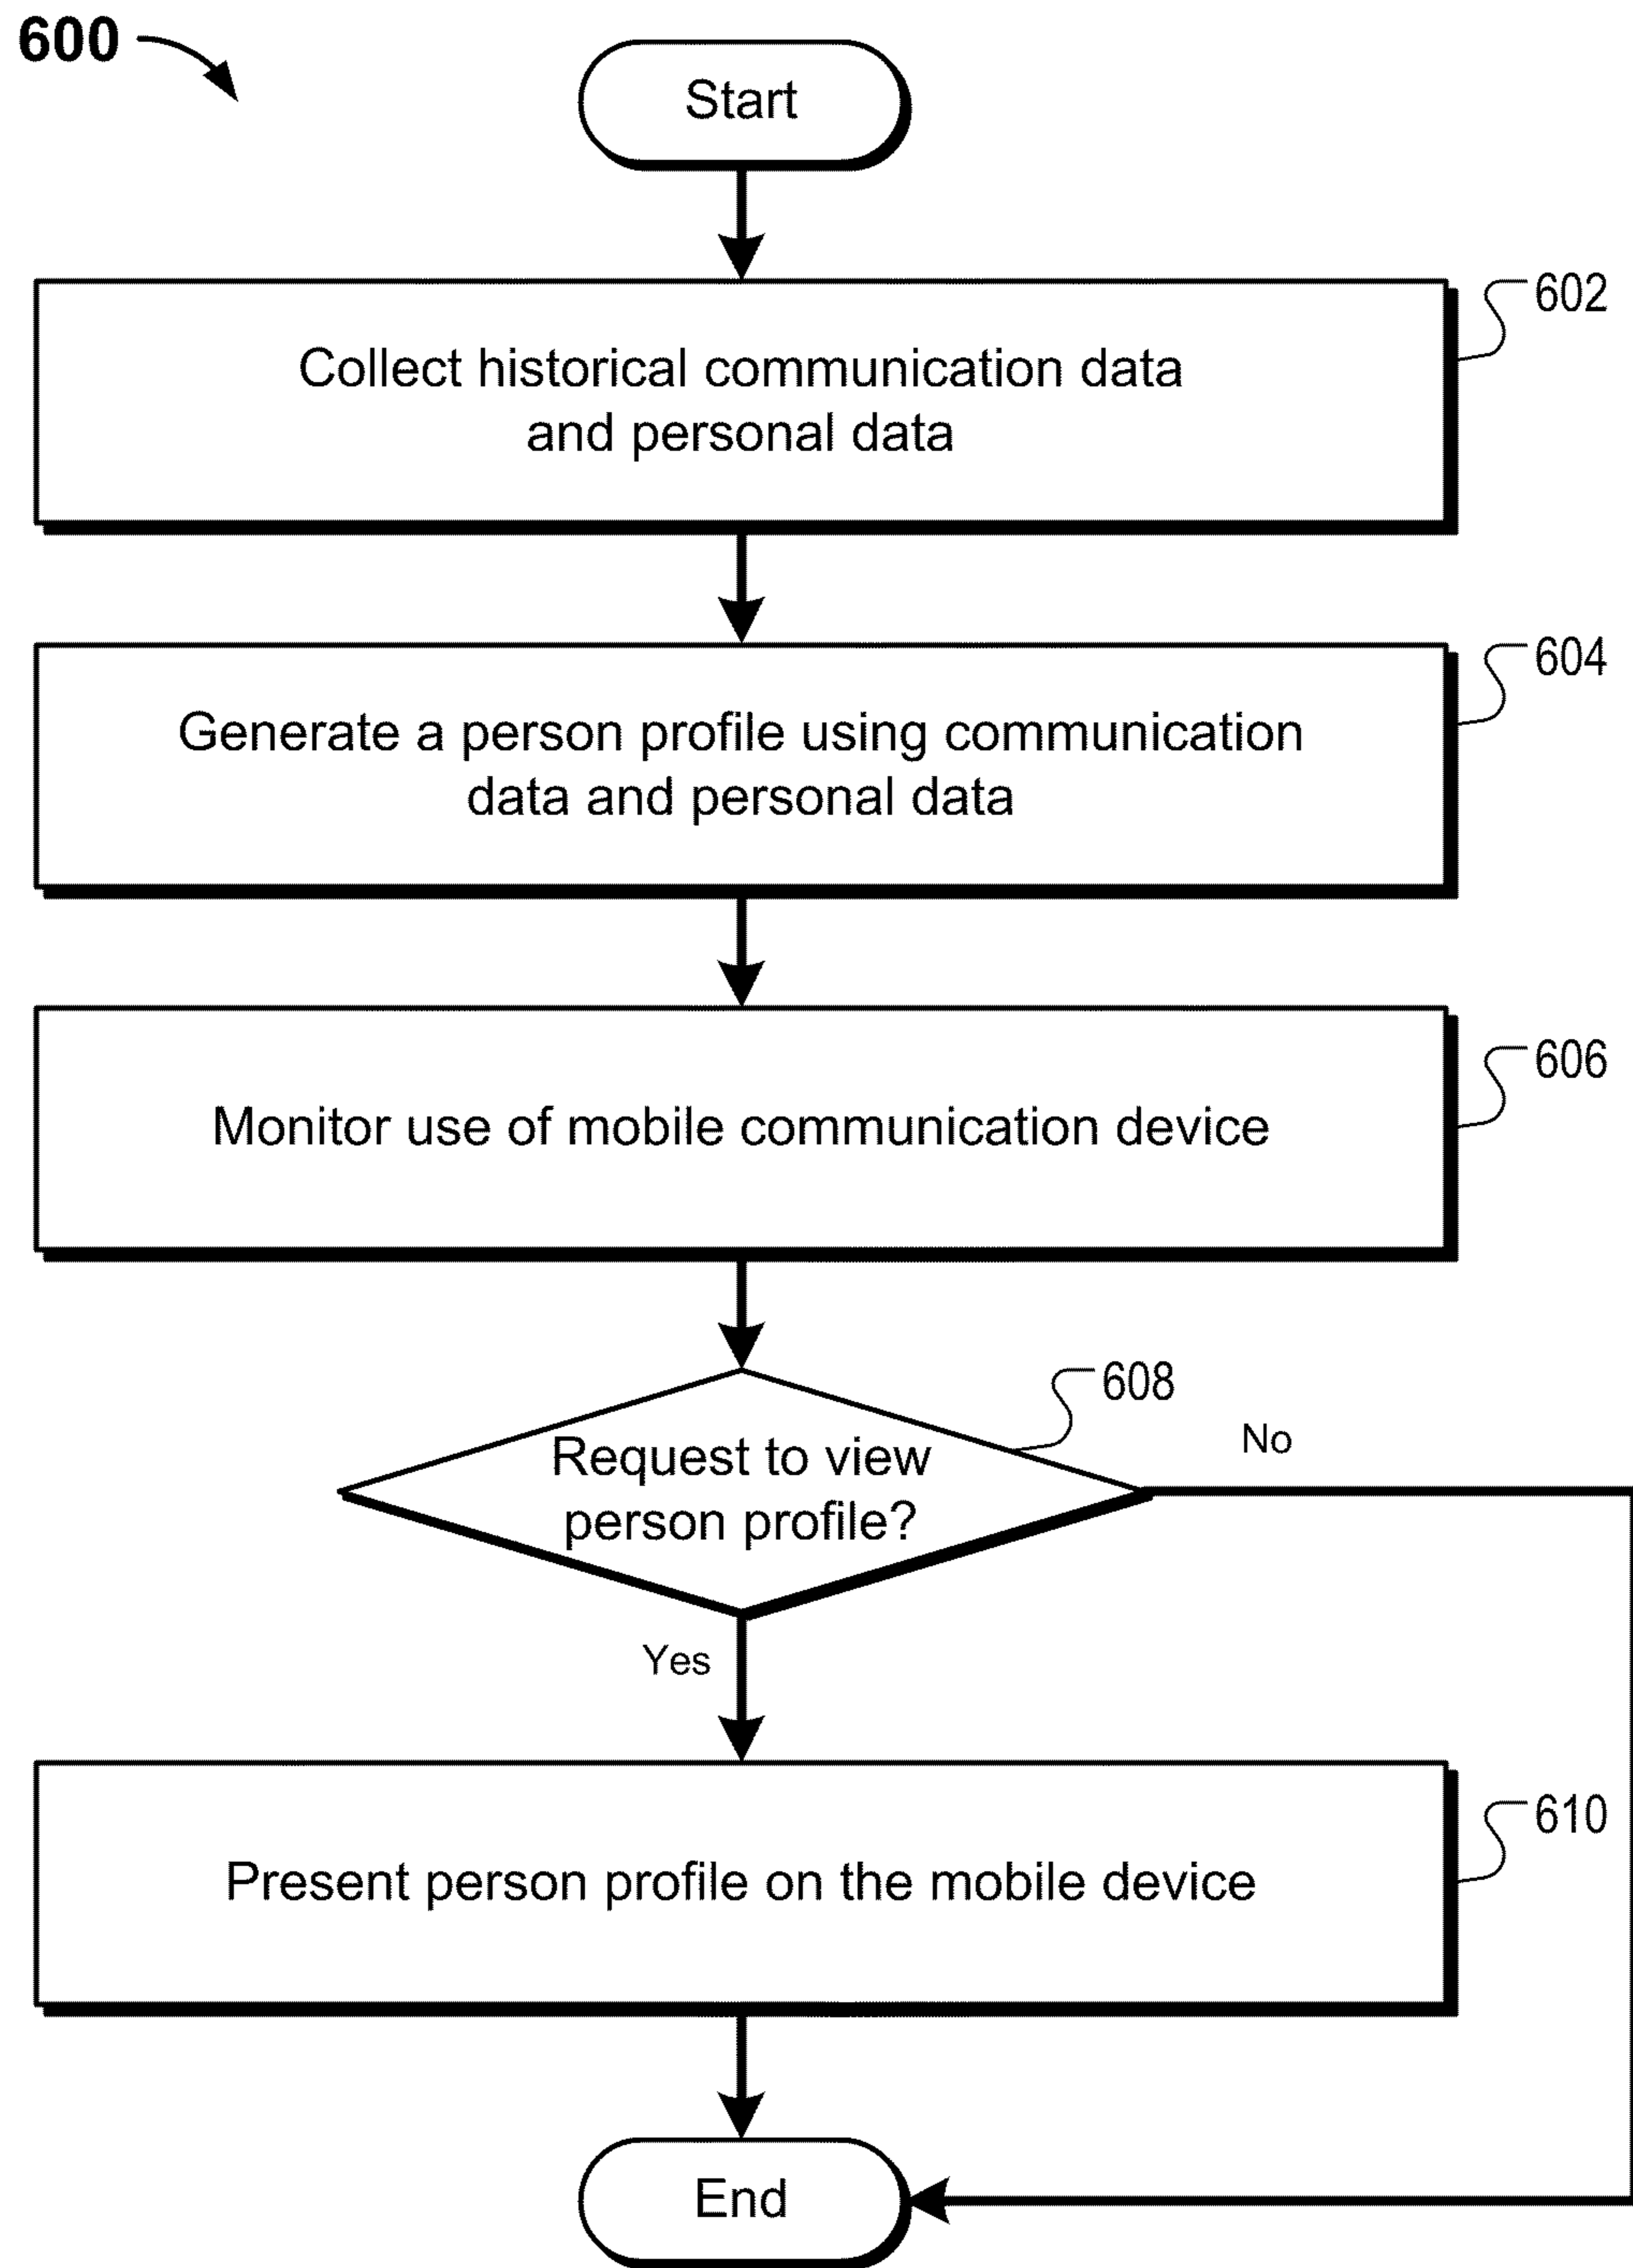 600
Start
602
Collect historical communication data
and personal data
604
Generate a person profile using communication
data and personal data
606
Monitor use of mobile communication device
608
No
Request to view
person profile?
Yes
610
Present person profile on the mobile device
End